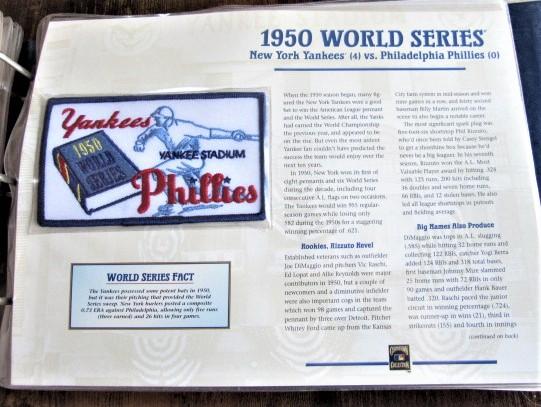 1950 WORLD SERIES
New York Yankees (4) vs. Philadelphia Phillies (0)
Yankees
1950
WORLD
SERIES
YANKEE STADIUM
Phillies
WORLD SERIES FACT
The Yankees possessed some potent bats in 1950,
but it was their pitching that provided the World
Series sweep. New York hurlers posted a composite
0.73 ERA against Philadelphia, allowing only five runs
(three earned) and 26 hits in four games.
When the 1950 season began, many fig-
ured the New York Yankees were a good
bet to win the American League pennant
and the World Series. After all, the Yanks
had earned the World Championship
the previous year, and appeared to be
on the rise. But even the most ardent
Yankee fan couldn't have predicted the
success the team would enjoy over the
next ten years.
In 1950, New York won its first of
eight pennants and six World Series
during the decade, including four
consecutive A.L. flags on two occasions.
The Yankees would win 955 regular-
season games while losing only
582 during the 1950s for a staggering
winning percentage of .621.
Rookies, Rizzuto Revel
Established veterans such as outfielder
Joe DiMaggio and pitchers Vic Raschi,
Ed Lopat and Allie Reynolds were major
contributors in 1950, but a couple of
newcomers and a diminutive infielder
were also important cogs in the team
which won 98 games and captured the
pennant by three over Detroit. Pitcher
Whitey Ford came up from the Kansas
City farm system in mid-season and won
nine games in a row, and feisty second
baseman Billy Martin arrived on the
scene to also begin a notable career.
The most significant spark plug was
five-foot-six shortstop Phil Rizzuto,
who'd once been told by Casey Stengel
to get a shoeshine box because he'd
never be a big leaguer. In his seventh
season, Rizzuto won the A.L. Most
Valuable Player award by hitting .324
with 125 runs, 200 hits including
36 doubles and seven home runs,
66 RBIs, and 12 stolen bases. He also
led all league shortstops in putouts
and fielding average.
Big Names Also Produce
DiMaggio was tops in A.L. slugging
(.585) while hitting 32 home runs and
collecting 122 RBIs, catcher Yogi Berra
added 124 RBIs and 318 total bases,
first baseman Johnny Mize slammed
25 home runs with 72 RBIs in only
90 games and outfielder Hank Bauer
batted .320. Raschi paced the junior
circuit in winning percentage (.724),
was runner-up in wins (21), third in
strikeouts (155) and fourth in innings
(continued on back)